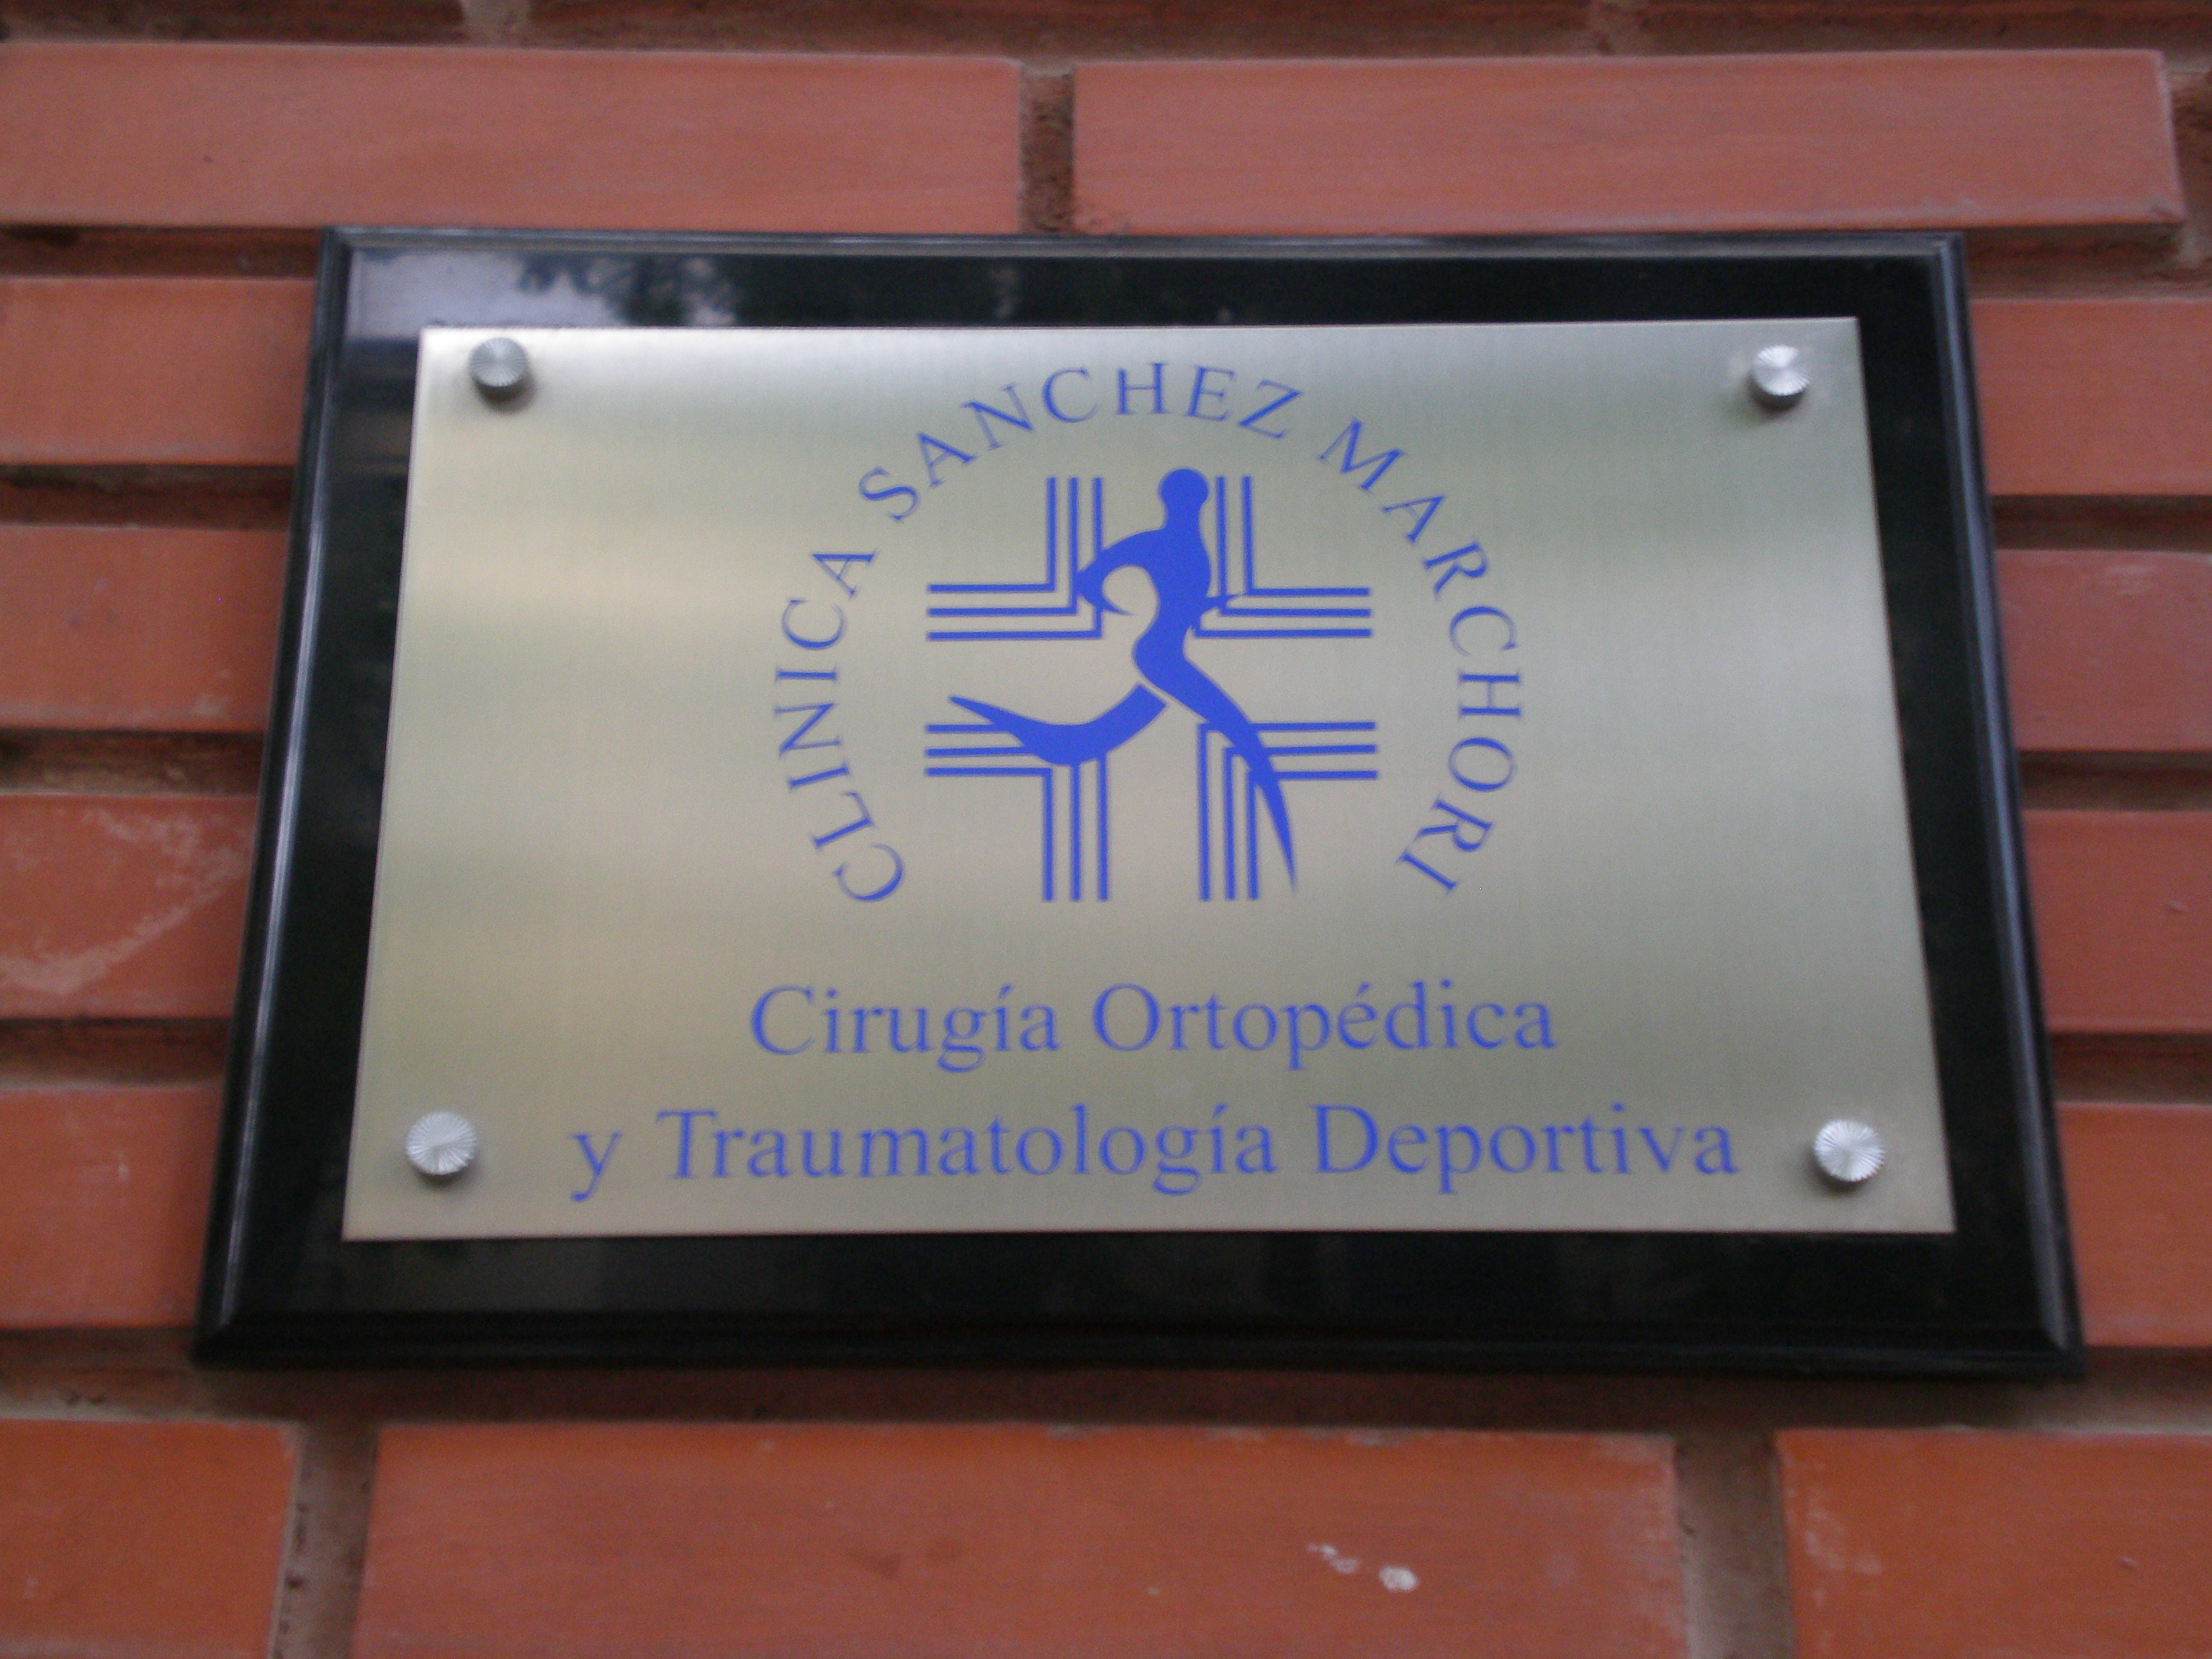 CLINICA SANCHEZ MARCHORI
Cirugía Ortopédica
y Traumatología Deportiva